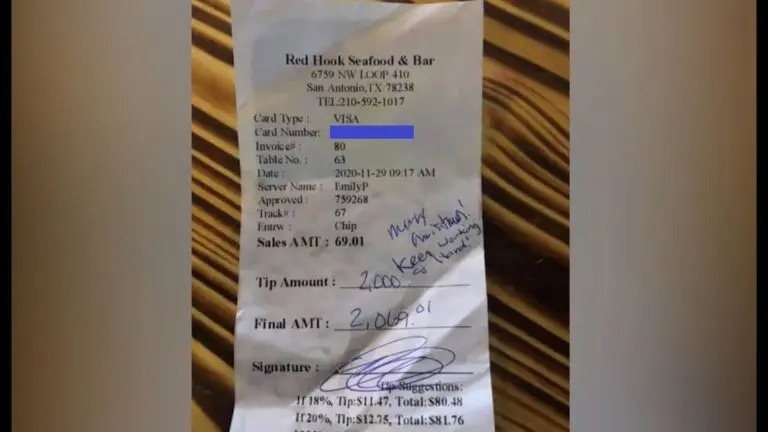 Red Hook Seafood & Bar
6759 NW LOOP 410
San Antonio,TX 78238
TEL:210-592-1017
Card Type : VISA
Card Number:
Invoice# : 80
Table No. : 63
Date : 2020-11-29 09:17 AM
Server Name : EmilyP
Approved : 759268
Track# : 67
Entrw : Chip
Sales AMT : 69.01
Merry
Christmas!
Keep working
so hard!
Tip Amount : 2,000
Final AMT : 2,069.01
Signature :
Tip Suggestions:
If 18%, Tip:$11.47, Total:$80.48
If 20%, Tip:$12.75, Total:$81.76